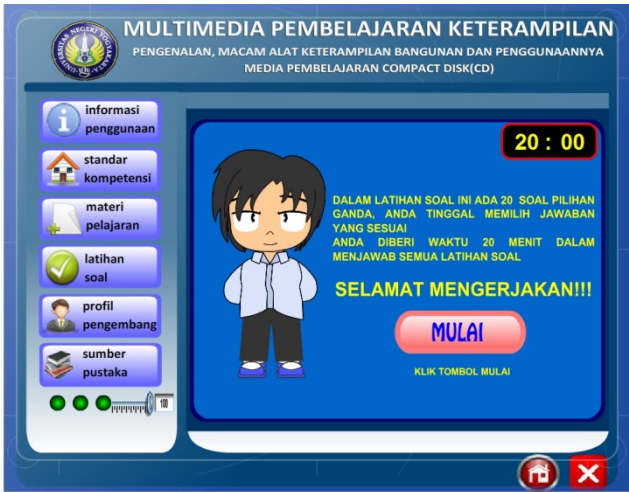 MULTIMEDIA PEMBELAJARAN KETERAMPILAN
PENGENALAN, MACAM ALAT KETERAMPILAN BANGUNAN DAN PENGGUNAANNYA
MEDIA PEMBELAJARAN COMPACT DISK(CD)
UNIVERSITAS NEGERI YOGYAKARTA
informasi
penggunaan
standar
kompetensi
materi
pelajaran
latihan
soal
profil
pengembang
sumber
pustaka
100
20 : 00
DALAM LATIHAN SOAL INI ADA 20 SOAL PILIHAN
GANDA, ANDA TINGGAL MEMILIH JAWABAN
YANG SESUAI
ANDA DIBERI WAKTU 20 MENIT DALAM
MENJAWAB SEMUA LATIHAN SOAL
SELAMAT MENGERJAKAN!!!
MULAI
KLIK TOMBOL MULAI